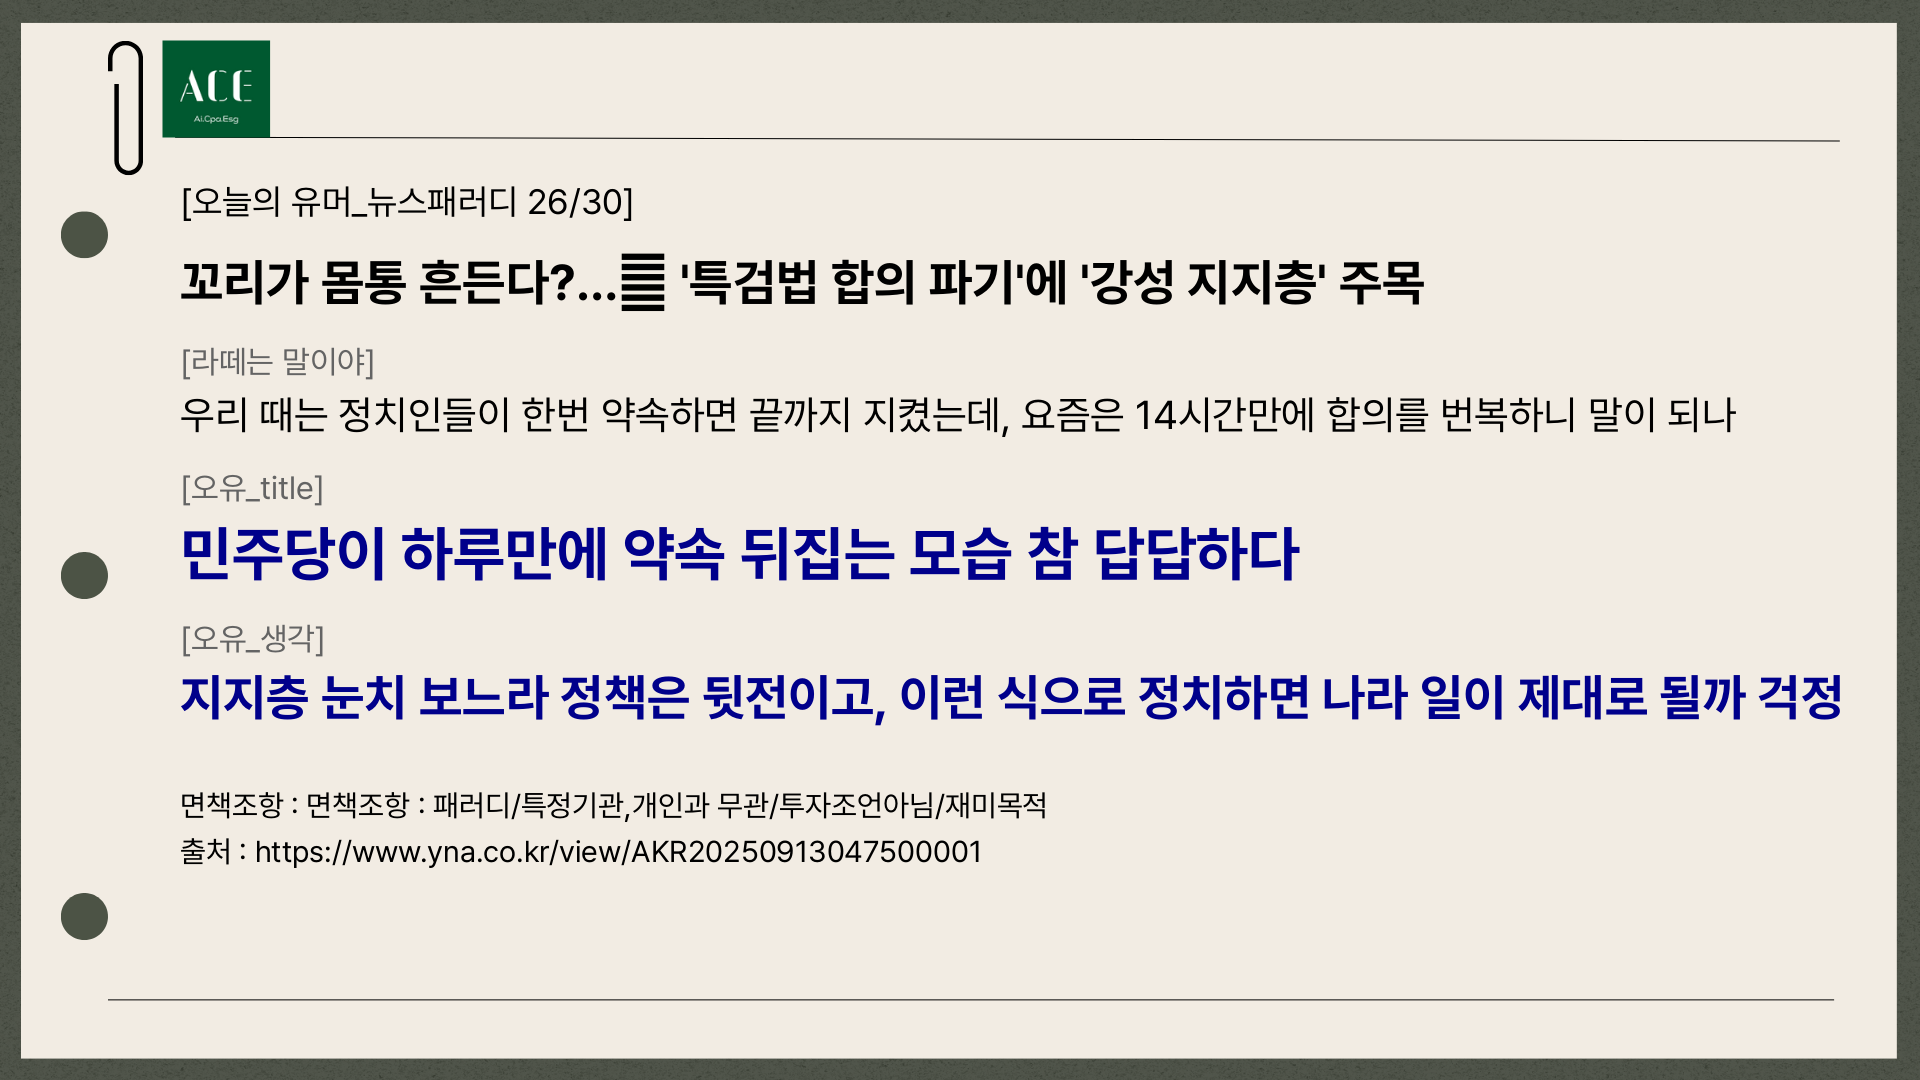 ACE
Ai.Cpa.Esg
[오늘의 유머_뉴스패러디 26/30]
꼬리가 몸통 흔든다?... '특검법 합의 파기'에 '강성 지지층' 주목
[라떼는 말이야]
우리 때는 정치인들이 한번 약속하면 끝까지 지켰는데, 요즘은 14시간만에 합의를 번복하니 말이 되나
[오유_title]
민주당이 하루만에 약속 뒤집는 모습 참 답답하다
[오유_생각]
지지층 눈치 보느라 정책은 뒷전이고, 이런 식으로 정치하면 나라 일이 제대로 될까 걱정
면책조항 : 면책조항 : 패러디/특정기관,개인과 무관/투자조언아님/재미목적
출처 : https://www.yna.co.kr/view/AKR20250913047500001